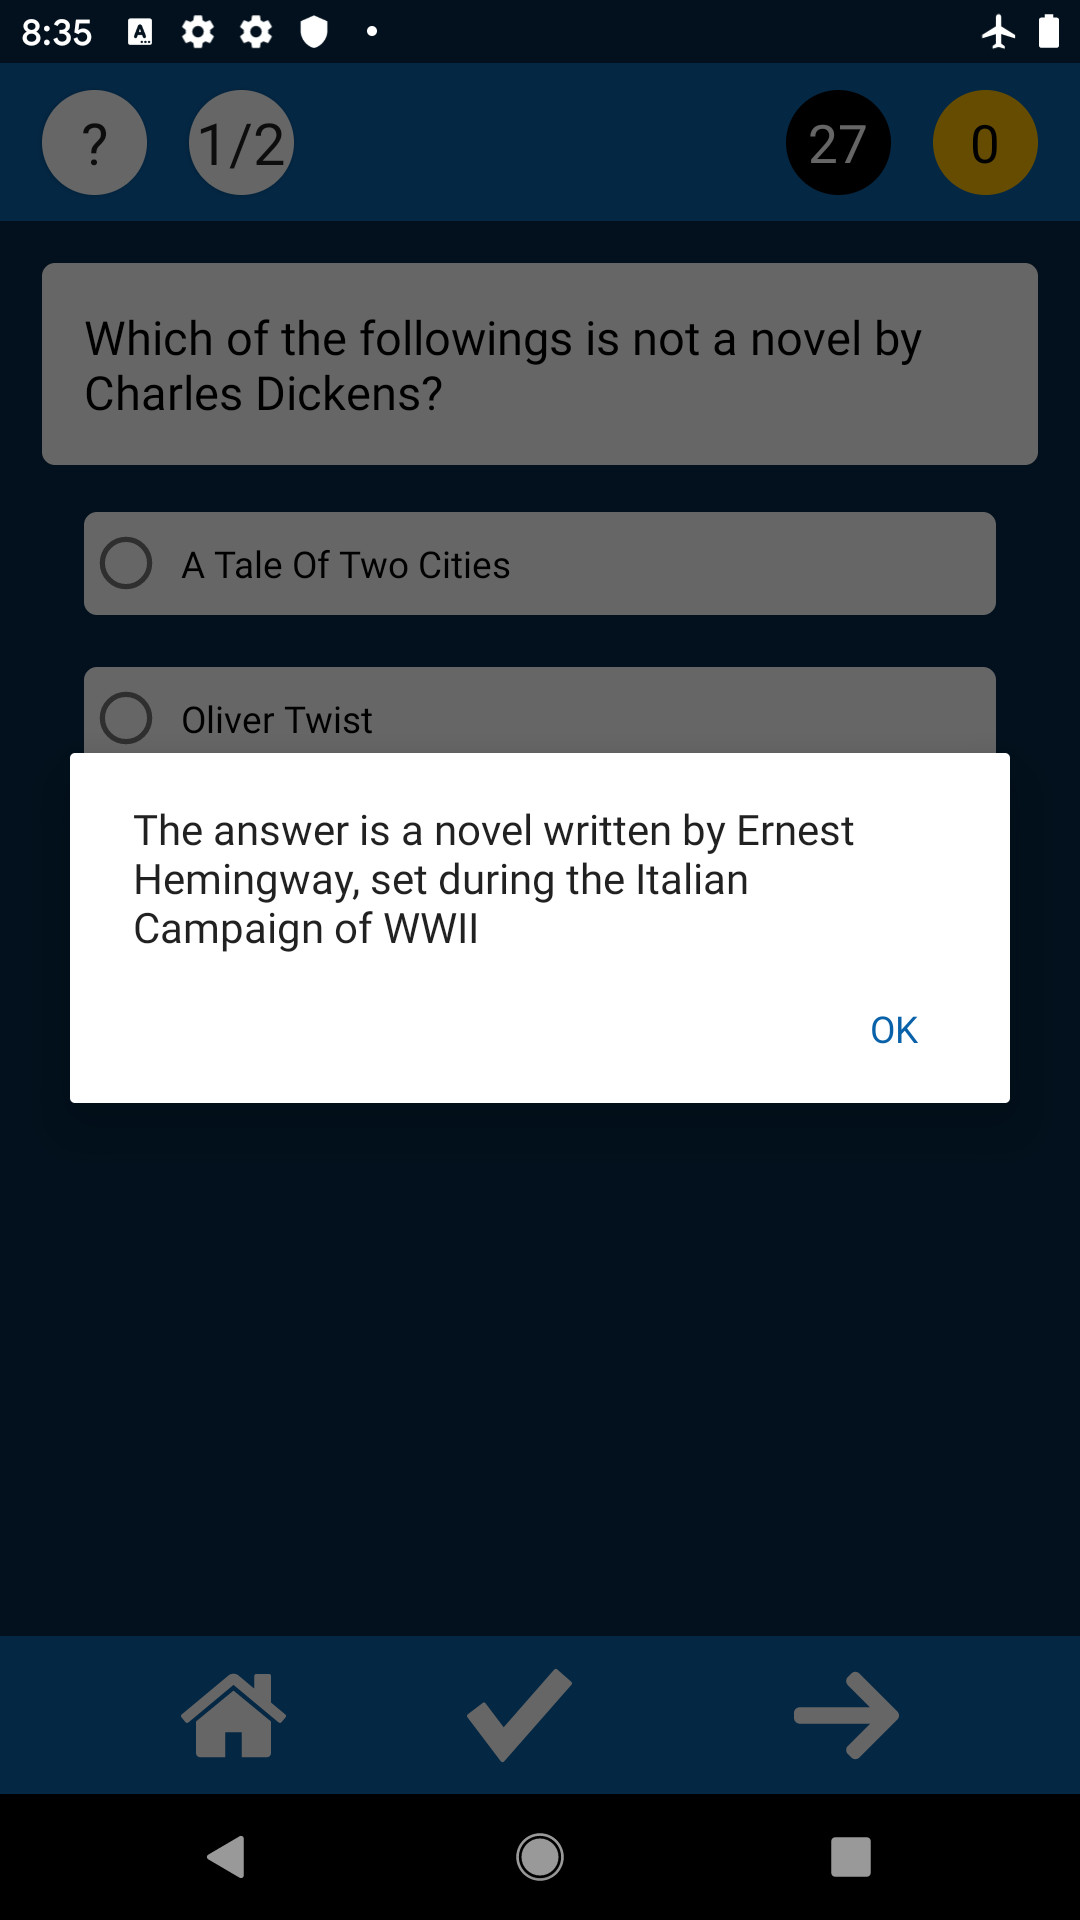 8:35
?
1/2
27
0
Which of the followings is not a novel by
Charles Dickens?
A Tale Of Two Cities
Oliver Twist
The answer is a novel written by Ernest
Hemingway, set during the Italian
Campaign of WWII
OK